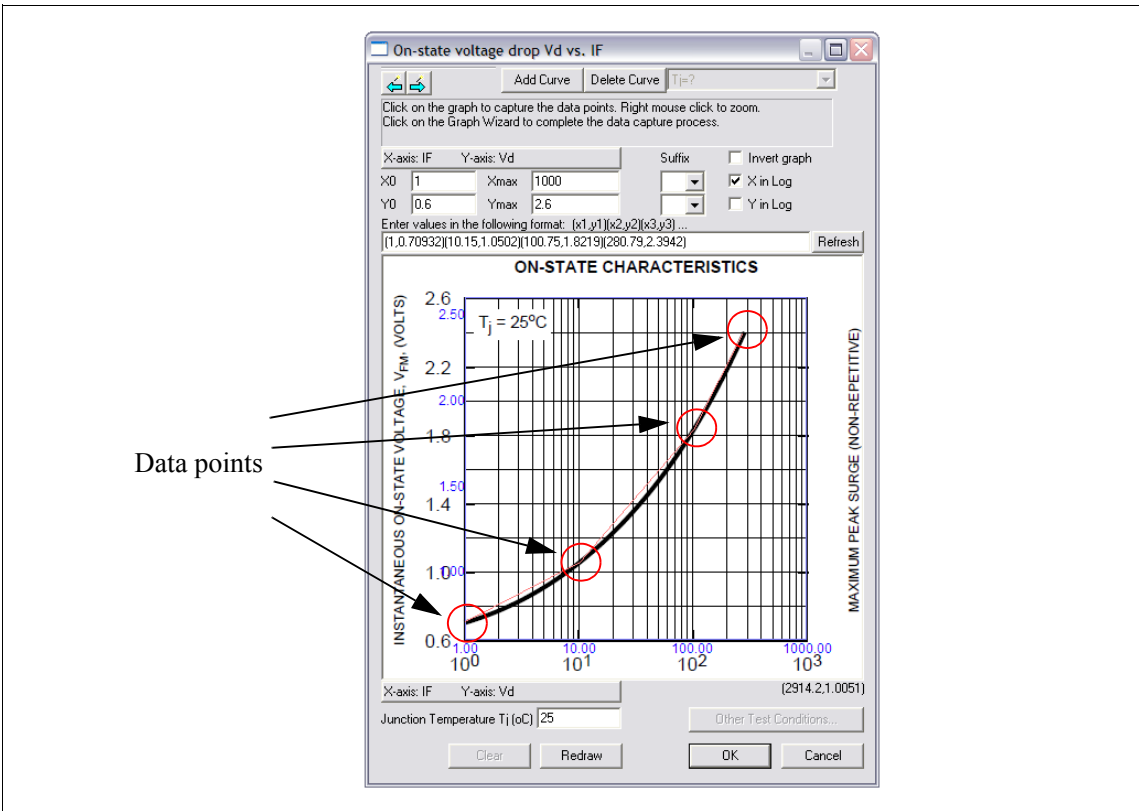 On-state voltage drop Vd vs. IF
Add Curve Delete Curve Tj=?
Click on the graph to capture the data points. Right mouse click to zoom.
Click on the Graph Wizard to complete the data capture process.
X-axis: IF Y-axis: Vd Suffix Invert graph
X0 1 Xmax 1000 X in Log
Y0 0.6 Ymax 2.6 Y in Log
Enter values in the following format: (x1,y1)(x2,y2)(x3,y3) ...
(1,0.70932)(10.15,1.0502)(100.75,1.8219)(280.79,2.3942) Refresh
ON-STATE CHARACTERISTICS
INSTANTANEOUS ON-STATE VOLTAGE, VFM, (VOLTS)
MAXIMUM PEAK SURGE (NON-REPETITIVE)
Tj = 25ºC
2.6
2.50
2.2
2.00
1.8
1.50
1.4
1.0
1.00
0.6
1.00 10.00 100.00 1000.00
10⁰ 10¹ 10² 10³
Data points
X-axis: IF Y-axis: Vd (2914.2,1.0051)
Junction Temperature Tj (oC) 25 Other Test Conditions...
Clear Redraw OK Cancel